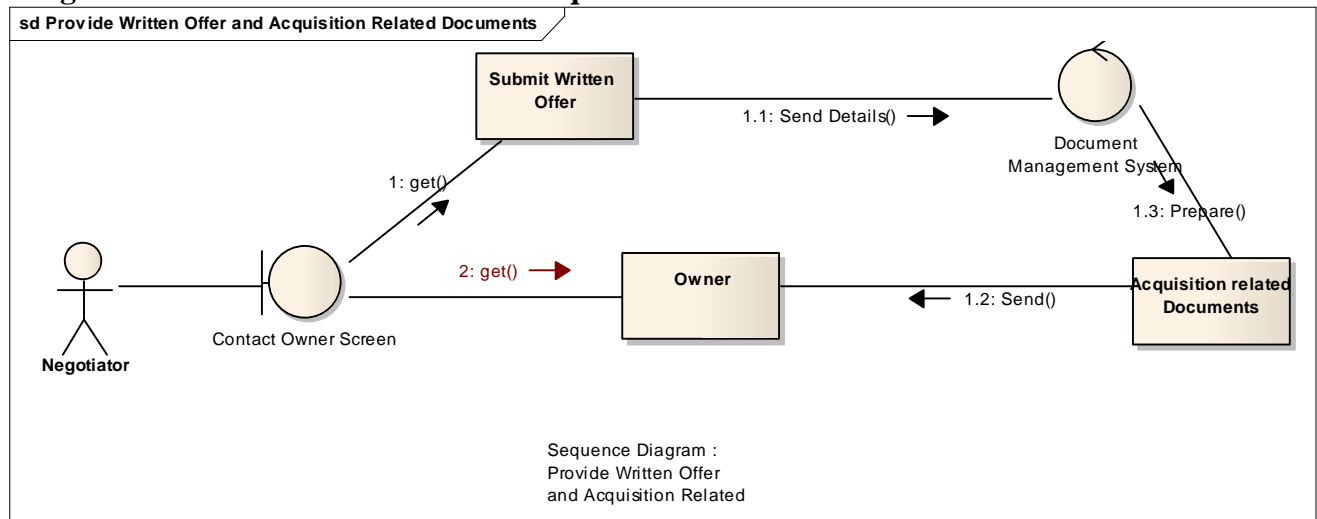 sd Provide Written Offer and Acquisition Related Documents
Submit Written
Offer
1.1: Send Details()
Document
Management System
1: get()
1.3: Prepare()
2: get()
Owner
Acquisition related
Documents
1.2: Send()
Contact Owner Screen
Negotiator
Sequence Diagram :
Provide Written Offer
and Acquisition Related